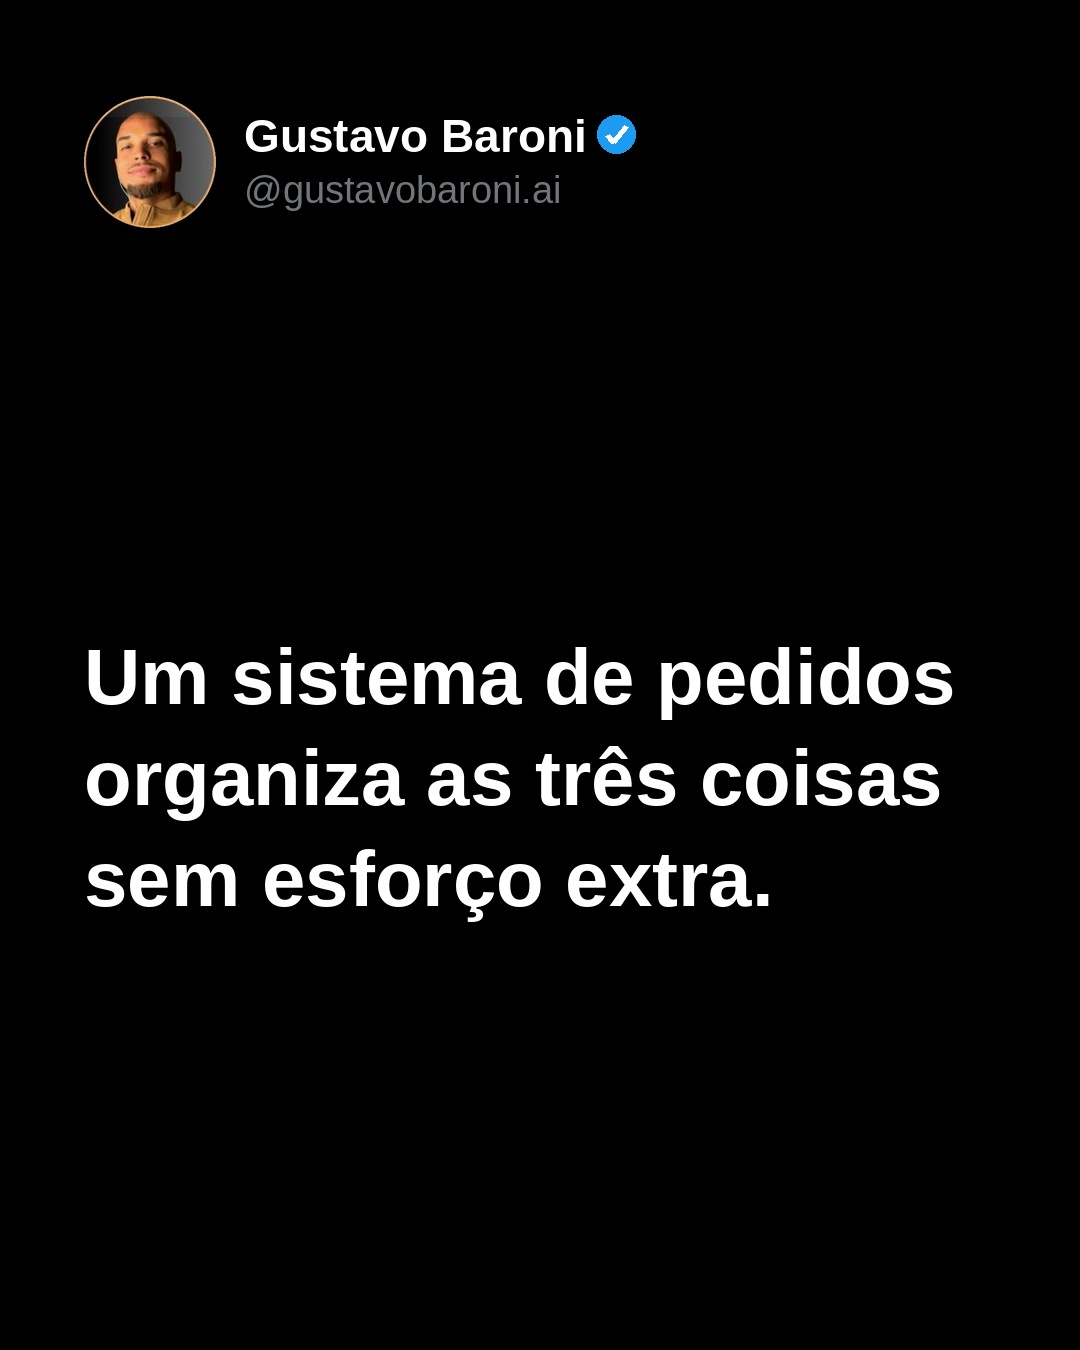 Gustavo Baroni
@gustavobaroni.ai
Um sistema de pedidos
organiza as três coisas
sem esforço extra.